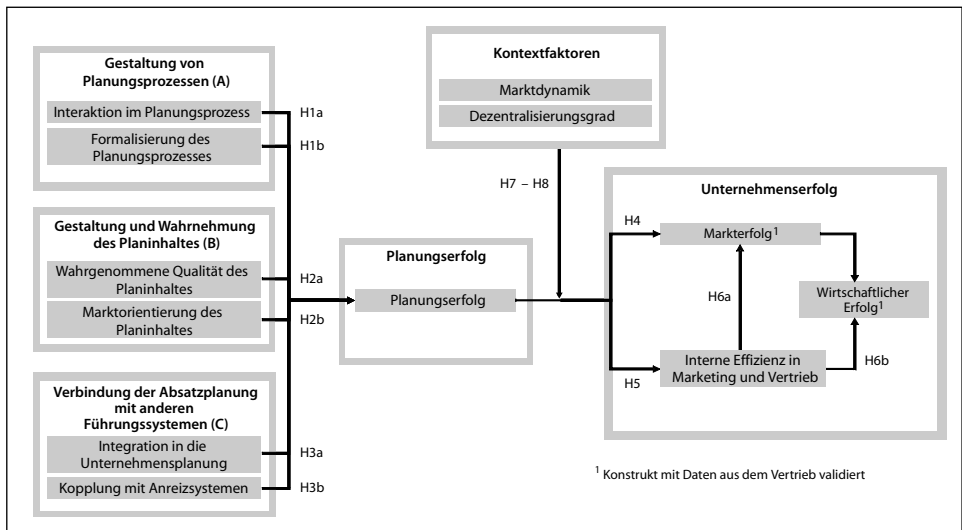 Gestaltung von
Planungsprozessen (A)
Interaktion im Planungsprozess
Formalisierung des
Planungsprozesses
H1a
H1b
Gestaltung und Wahrnehmung
des Planinhaltes (B)
Wahrgenommene Qualität des
Planinhaltes
Marktorientierung des
Planinhaltes
H2a
H2b
Verbindung der Absatzplanung
mit anderen
Führungssystemen (C)
Integration in die
Unternehmensplanung
Kopplung mit Anreizsystemen
H3a
H3b
Planungserfolg
Planungserfolg
Kontextfaktoren
Marktdynamik
Dezentralisierungsgrad
H7 – H8
Unternehmenserfolg
H4
Markterfolg¹
H6a
Wirtschaftlicher
Erfolg¹
H5
Interne Effizienz in
Marketing und Vertrieb
H6b
¹ Konstrukt mit Daten aus dem Vertrieb validiert